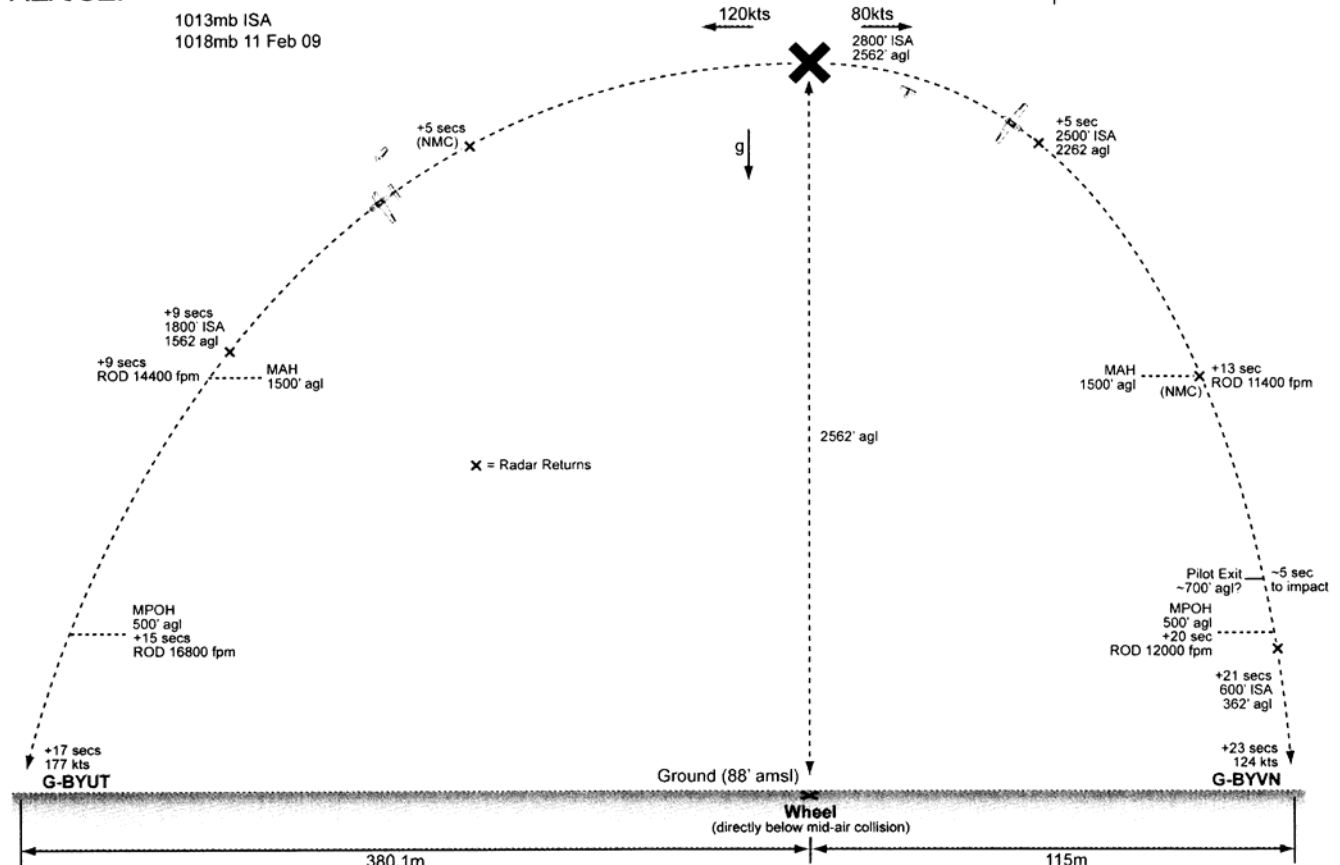 1013mb ISA
1018mb 11 Feb 09
120kts
80kts
2800' ISA
2562' agl
+5 secs
(NMC)
g
+5 sec
2500' ISA
2262 agl
+9 secs
1800' ISA
1562 agl
+9 secs
ROD 14400 fpm
MAH
1500' agl
MAH
1500' agl
(NMC)
+13 sec
ROD 11400 fpm
2562' agl
x = Radar Returns
Pilot Exit
~700' agl?
~5 sec
to impact
MPOH
500' agl
+15 secs
ROD 16800 fpm
MPOH
500' agl
+20 sec
ROD 12000 fpm
+21 secs
600' ISA
362' agl
+17 secs
177 kts
G-BYUT
+23 secs
124 kts
G-BYVN
Ground (88' amsl)
Wheel
(directly below mid-air collision)
380.1m
115m